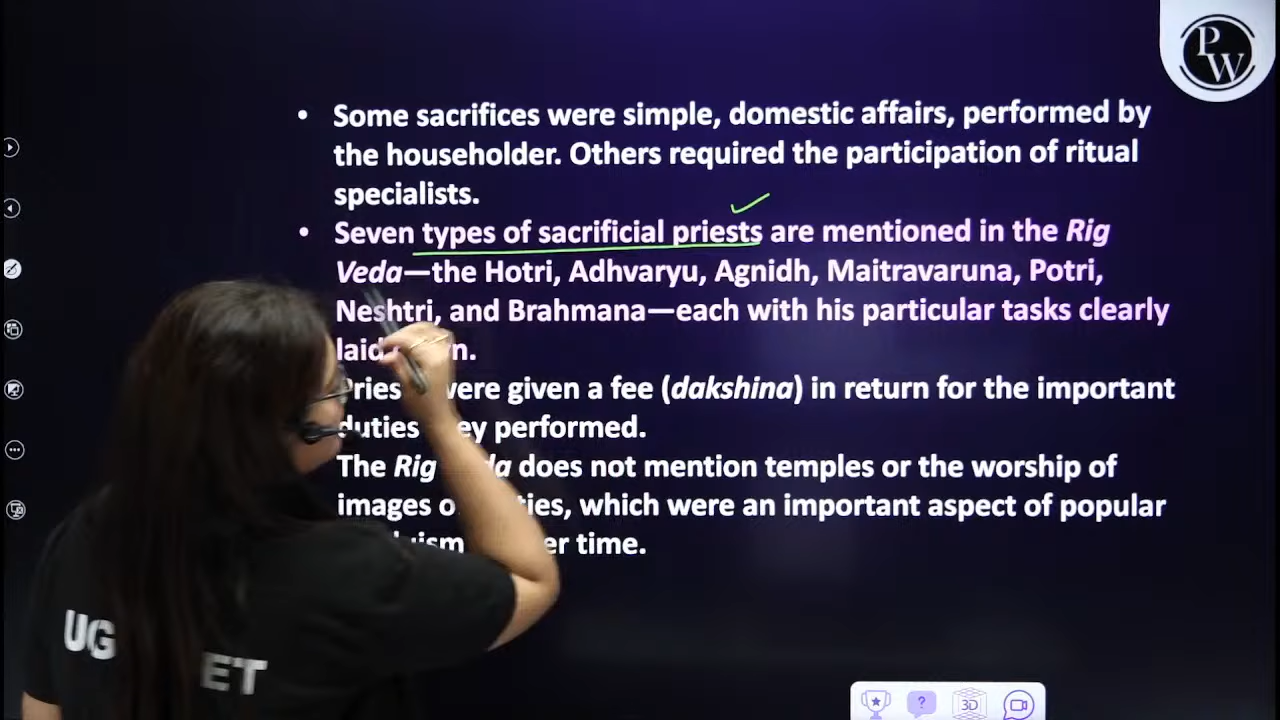 PW
• Some sacrifices were simple, domestic affairs, performed by
the householder. Others required the participation of ritual
specialists.
• Seven types of sacrificial priests are mentioned in the Rig
Veda—the Hotri, Adhvaryu, Agnidh, Maitravaruna, Potri,
Neshtri, and Brahmana—each with his particular tasks clearly
were given a fee (dakshina) in return for the important
duties performed.
The Rig does not mention temples or the worship of
images which were an important aspect of popular
time.
UG
ET
?
3D